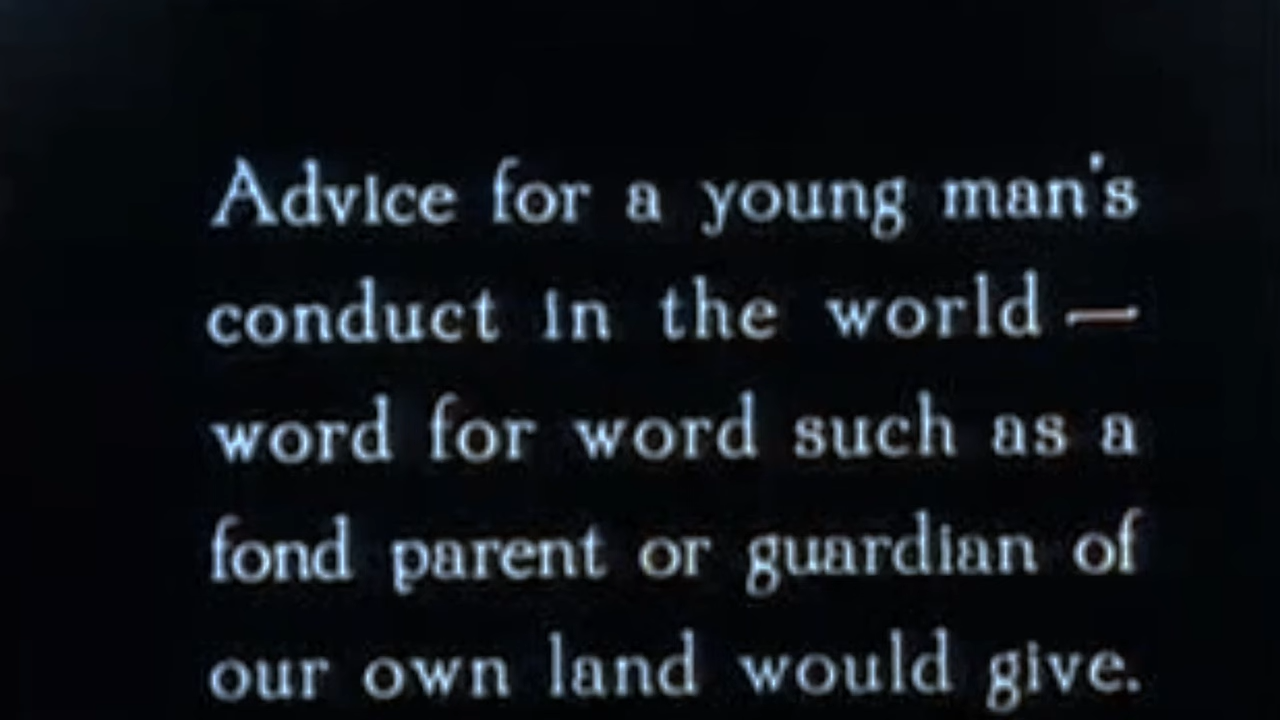 Advice for a young man's
conduct in the world —
word for word such as a
fond parent or guardian of
our own land would give.